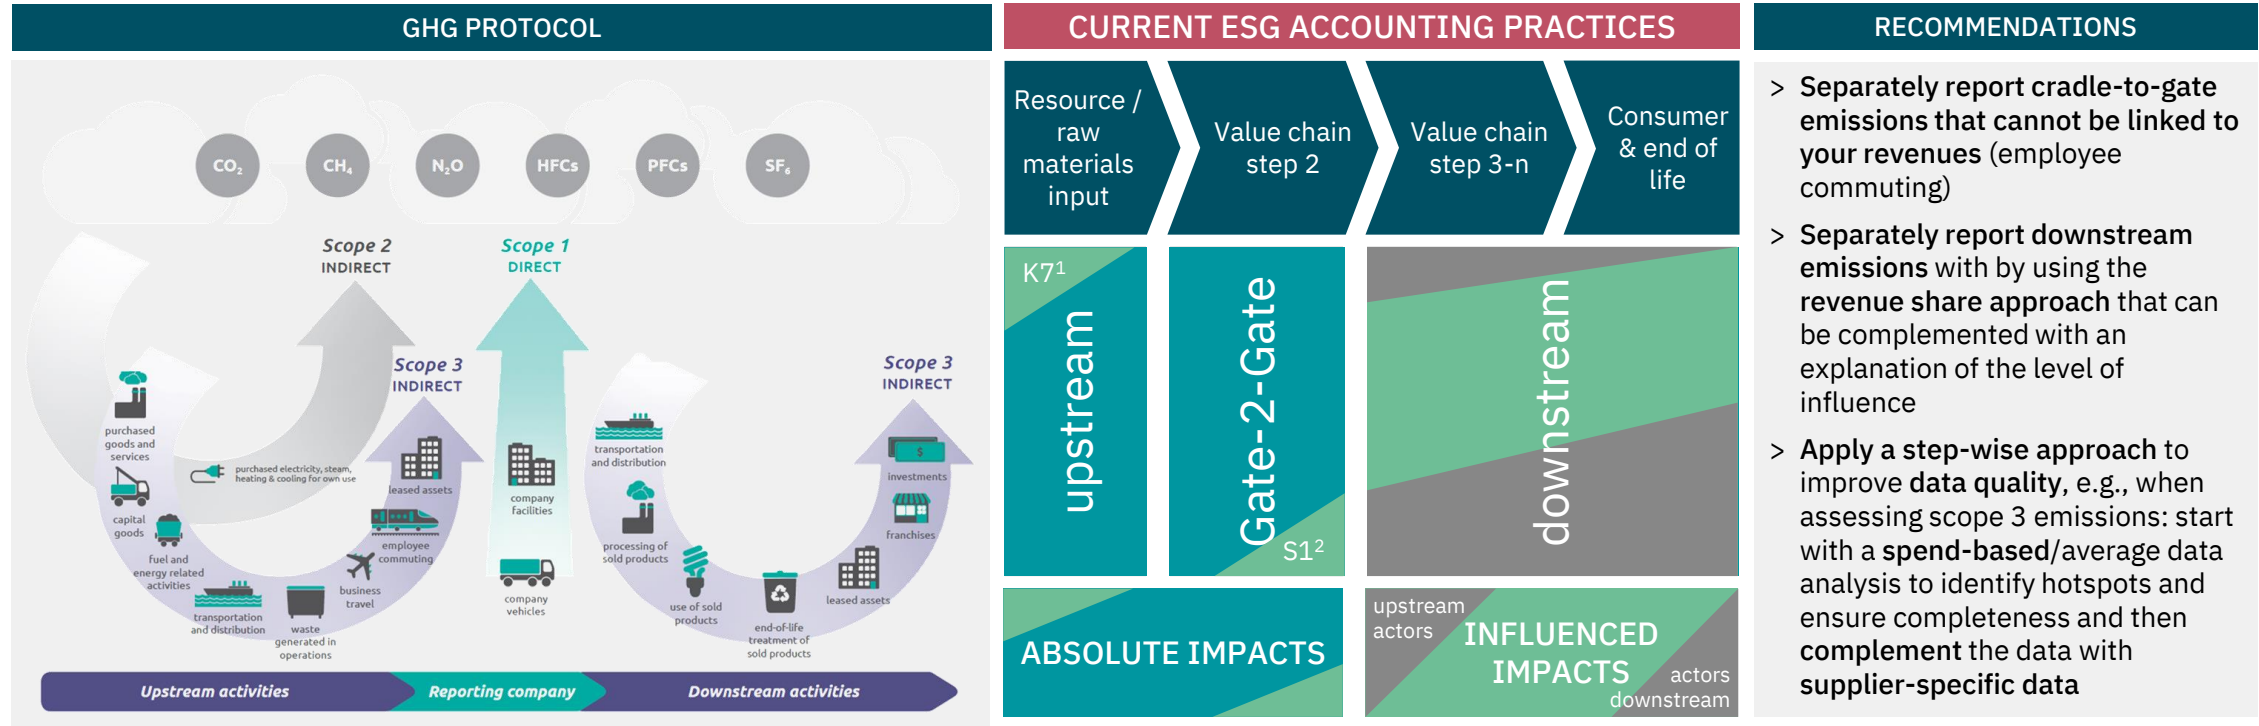 GHG PROTOCOL
CO₂
CH₄
N₂O
HFCs
PFCs
SF₆
Scope 2
INDIRECT
Scope 1
DIRECT
Scope 3
INDIRECT
Scope 3
INDIRECT
purchased
goods and
services
capital
goods
fuel and
energy related
activities
transportation
and distribution
waste
generated in
operations
business
travel
employee
commuting
leased assets
purchased electricity, steam,
heating & cooling for own use
company
facilities
company
vehicles
transportation
and distribution
processing of
sold products
use of sold
products
end-of-life
treatment of
sold products
leased assets
franchises
investments
$
Upstream activities
Reporting company
Downstream activities
CURRENT ESG ACCOUNTING PRACTICES
Resource /
raw
materials
input
Value chain
step 2
Value chain
step 3-n
Consumer
& end of
life
K7¹
upstream
Gate-2-Gate
S1²
downstream
ABSOLUTE IMPACTS
upstream
actors
INFLUENCED
IMPACTS
actors
downstream
RECOMMENDATIONS
> Separately report cradle-to-gate
emissions that cannot be linked to
your revenues (employee
commuting)
> Separately report downstream
emissions with by using the
revenue share approach that can
be complemented with an
explanation of the level of
influence
> Apply a step-wise approach to
improve data quality, e.g., when
assessing scope 3 emissions: start
with a spend-based/average data
analysis to identify hotspots and
ensure completeness and then
complement the data with
supplier-specific data